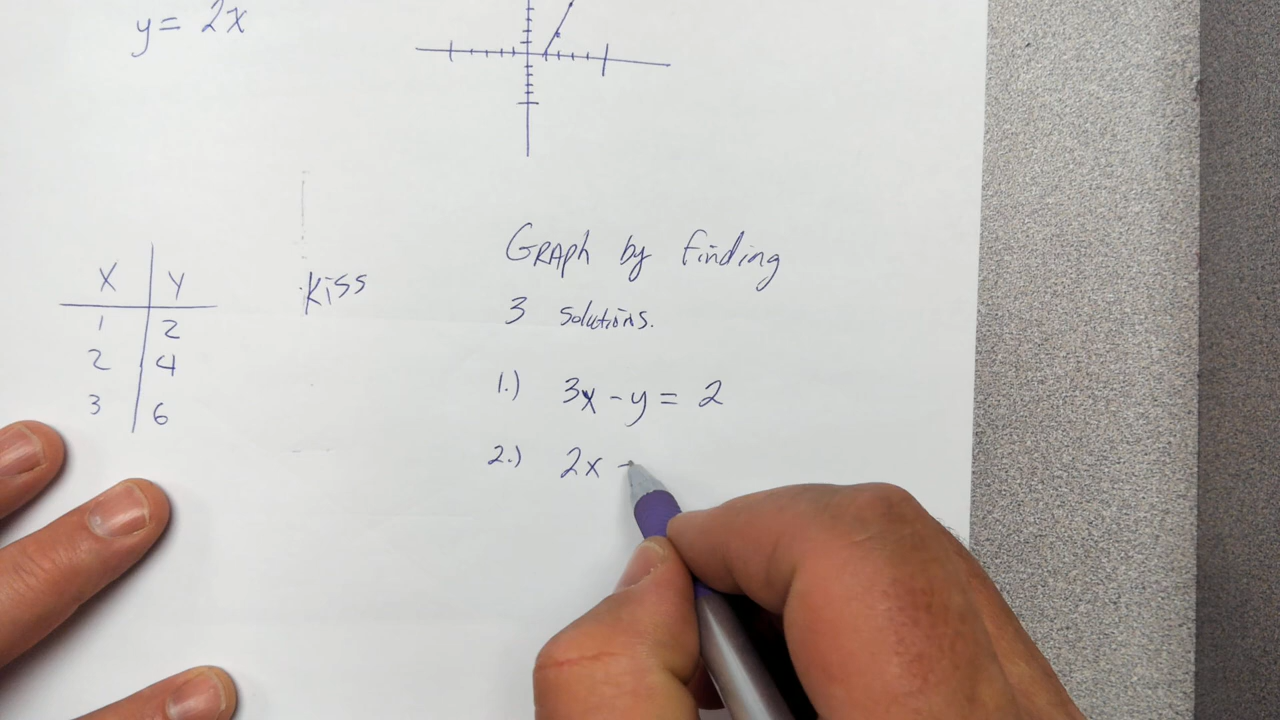 y = 2x
X Y
1 2
2 4
3 6
KISS
GRAPh by finding
3 solutions.
1.) 3x - y = 2
2.) 2x -